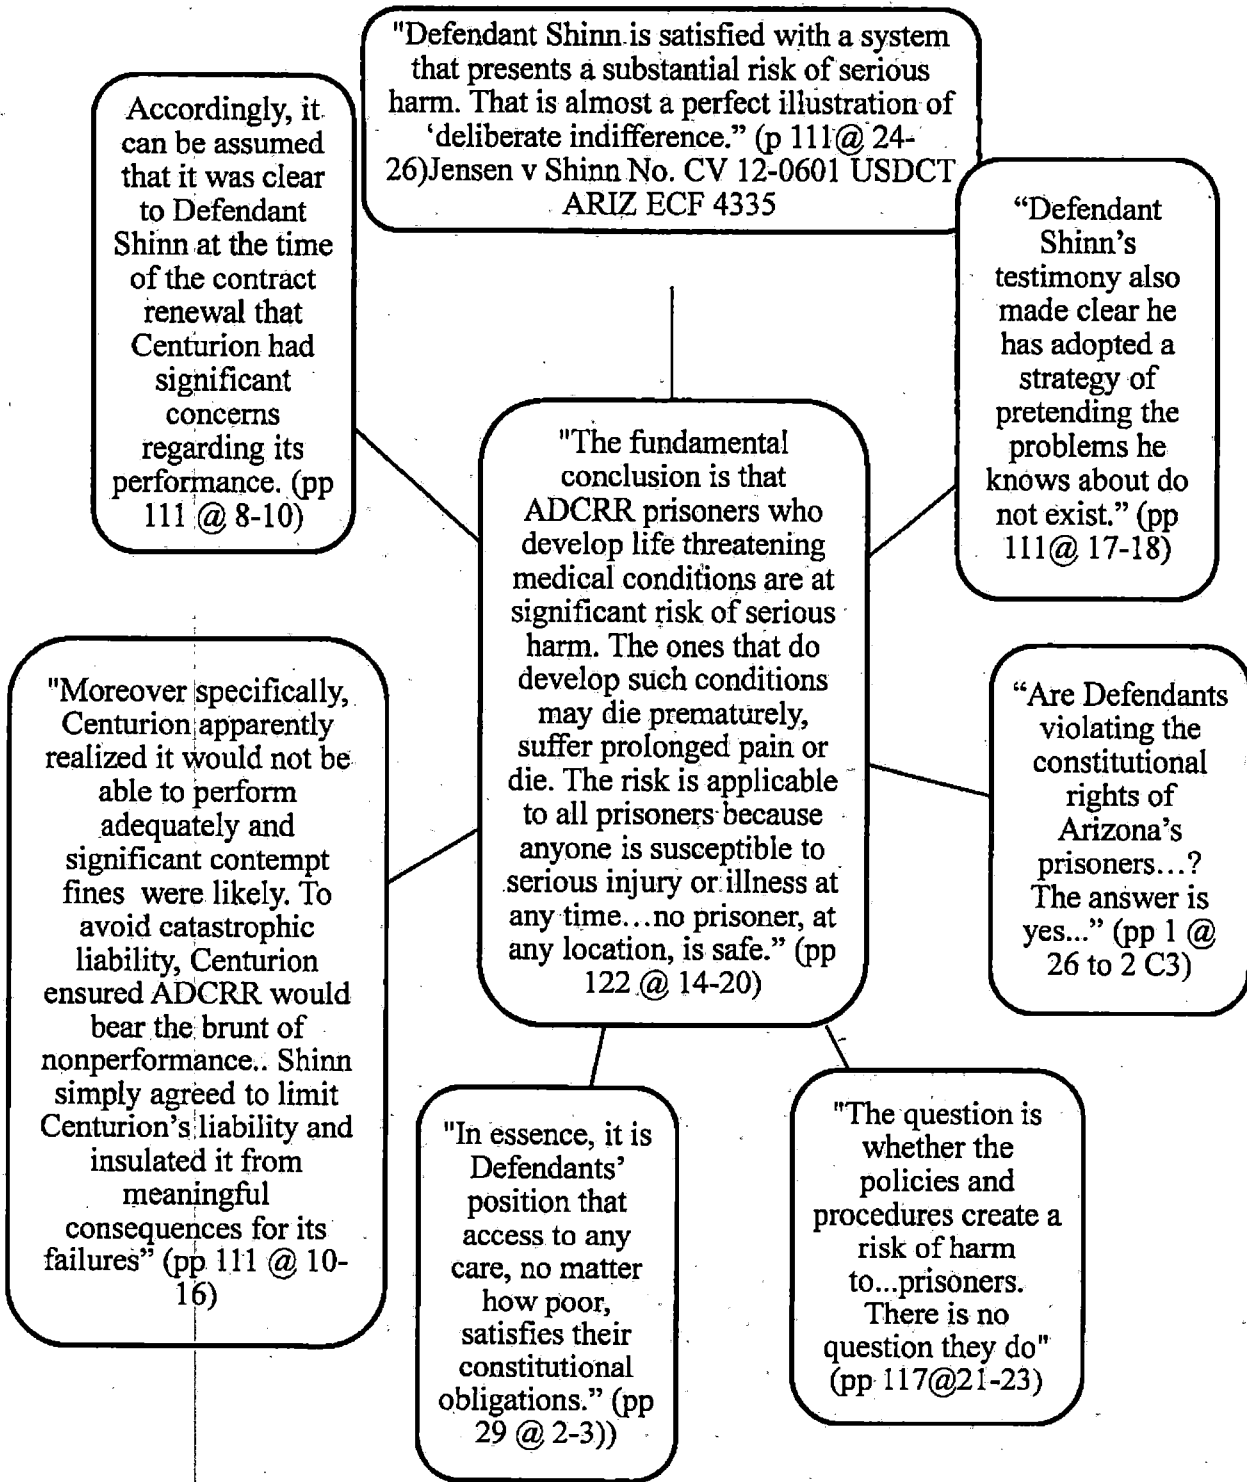 "Defendant Shinn is satisfied with a system
that presents a substantial risk of serious
harm. That is almost a perfect illustration of
‘deliberate indifference.” (p 111@ 24-
26)Jensen v Shinn No. CV 12-0601 USDCT
ARIZ ECF 4335
Accordingly, it
can be assumed
that it was clear
to Defendant
Shinn at the time
of the contract
renewal that
Centurion had
significant
concerns
regarding its
performance. (pp
111 @ 8-10)
“Defendant
Shinn’s
testimony also
made clear he
has adopted a
strategy of
pretending the
problems he
knows about do
not exist.” (pp
111@ 17-18)
"The fundamental
conclusion is that
ADCRR prisoners who
develop life threatening
medical conditions are at
significant risk of serious
harm. The ones that do
develop such conditions
may die prematurely,
suffer prolonged pain or
die. The risk is applicable
to all prisoners because
anyone is susceptible to
serious injury or illness at
any time…no prisoner, at
any location, is safe.” (pp
122 @ 14-20)
"Moreover specifically,
Centurion apparently
realized it would not be
able to perform
adequately and
significant contempt
fines were likely. To
avoid catastrophic
liability, Centurion
ensured ADCRR would
bear the brunt of
nonperformance.. Shinn
simply agreed to limit
Centurion’s liability and
insulated it from
meaningful
consequences for its
failures” (pp 111 @ 10-
16)
“Are Defendants
violating the
constitutional
rights of
Arizona’s
prisoners…?
The answer is
yes...” (pp 1 @
26 to 2 C3)
"In essence, it is
Defendants’
position that
access to any
care, no matter
how poor,
satisfies their
constitutional
obligations.” (pp
29 @ 2-3))
"The question is
whether the
policies and
procedures create a
risk of harm
to...prisoners.
There is no
question they do"
(pp 117@21-23)